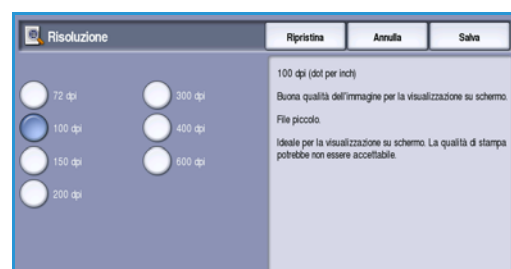 Risoluzione
Ripristina
Annulla
Salva
72 dpi
300 dpi
100 dpi
400 dpi
150 dpi
600 dpi
200 dpi
100 dpi (dot per inch)
Buona qualità dell'immagine per la visualizzazione su schermo.
File piccolo.
Ideale per la visualizzazione su schermo. La qualità di stampa
potrebbe non essere accettabile.